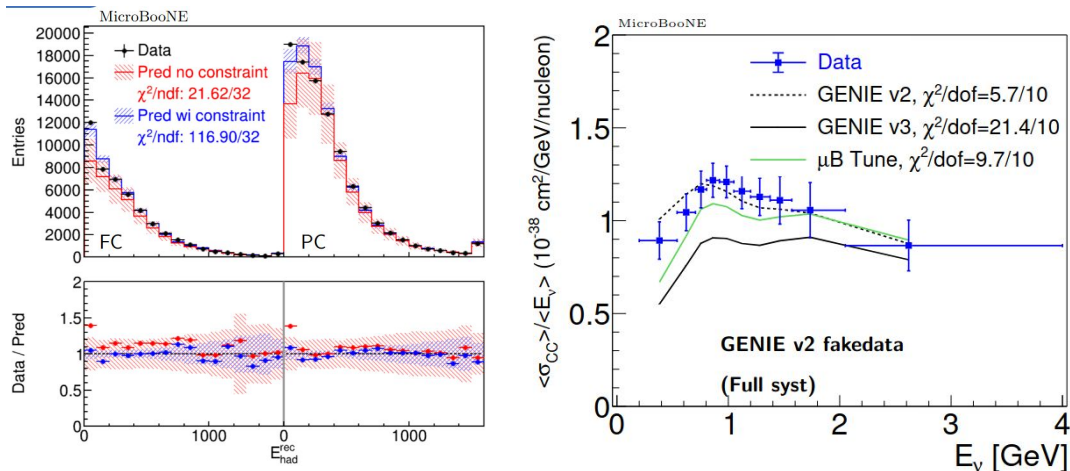 MicroBooNE
20000
18000
16000
14000
12000
10000
8000
6000
4000
2000
0
Entries
Data
Pred no constraint
χ²/ndf: 21.62/32
Pred wi constraint
χ²/ndf: 116.90/32
FC
PC
2
1.5
1
0.5
0
Data / Pred
0
1000
0
1000
E_had^rec
MicroBooNE
2
1.5
1
0.5
0
<σ_CC>/<E_ν> (10⁻³⁸ cm²/GeV/nucleon)
Data
GENIE v2, χ²/dof=5.7/10
GENIE v3, χ²/dof=21.4/10
μB Tune, χ²/dof=9.7/10
GENIE v2 fakedata
(Full syst)
0
1
2
3
4
E_ν [GeV]